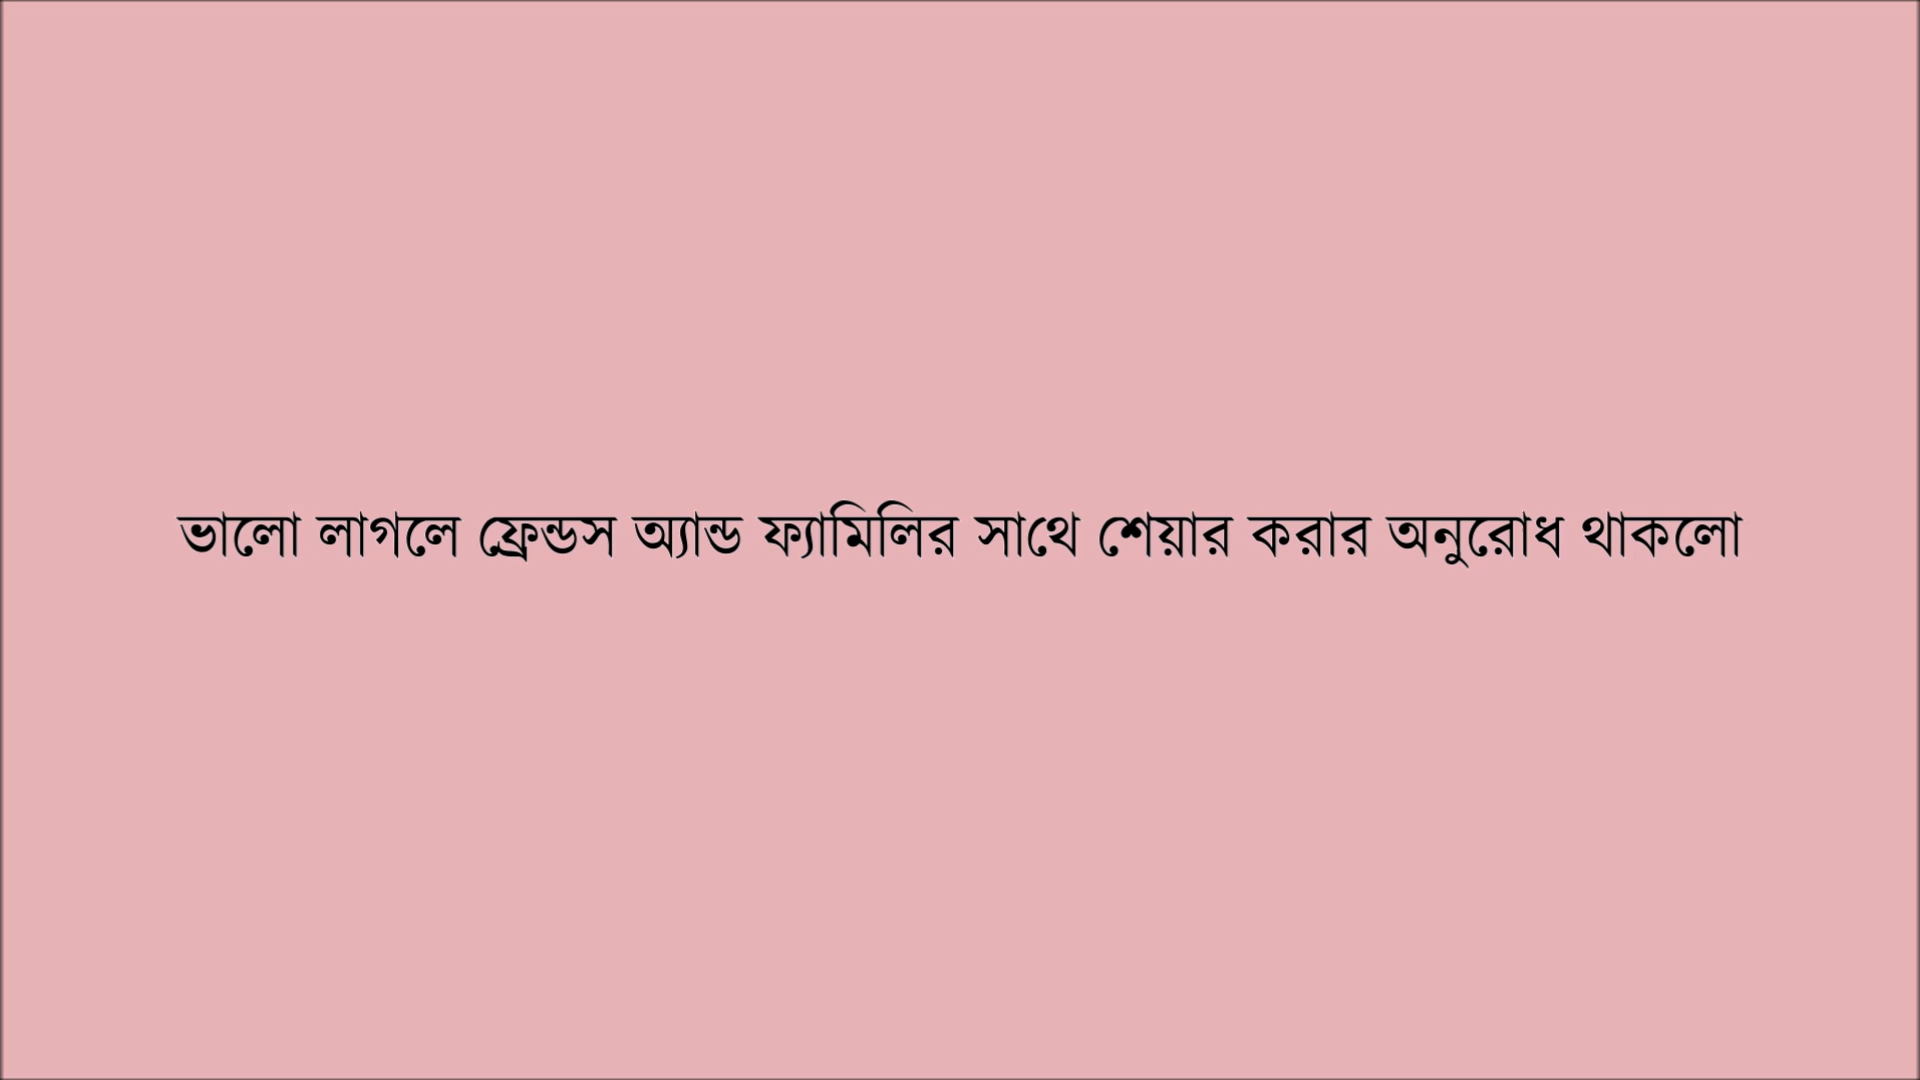 ভালো লাগলে ফ্রেন্ডস অ্যান্ড ফ্যামিলির সাথে শেয়ার করার অনুরোধ থাকলো